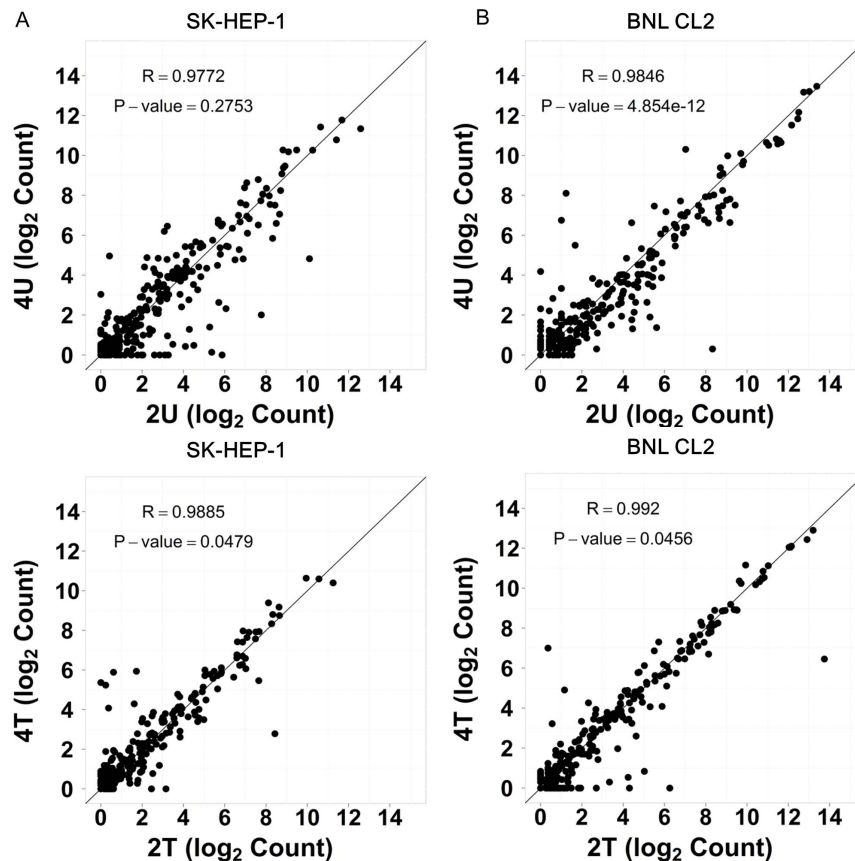 A
SK-HEP-1
R = 0.9772
P – value = 0.2753
14
12
10
8
6
4
2
0
4U (log2 Count)
0 2 4 6 8 10 12 14
2U (log2 Count)
B
BNL CL2
R = 0.9846
P – value = 4.854e-12
14
12
10
8
6
4
2
0
4U (log2 Count)
0 2 4 6 8 10 12 14
2U (log2 Count)
SK-HEP-1
R = 0.9885
P – value = 0.0479
14
12
10
8
6
4
2
0
4T (log2 Count)
0 2 4 6 8 10 12 14
2T (log2 Count)
BNL CL2
R = 0.992
P – value = 0.0456
14
12
10
8
6
4
2
0
4T (log2 Count)
0 2 4 6 8 10 12 14
2T (log2 Count)